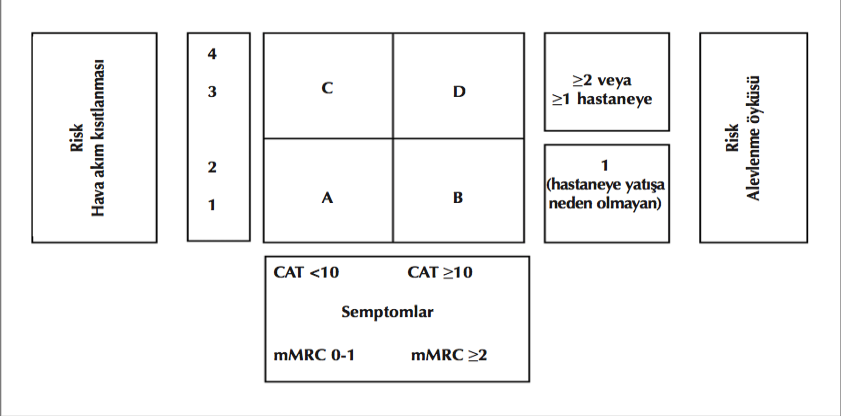 Risk
Hava akım kısıtlanması
4
3
2
1
C
D
A
B
≥2 veya
≥1 hastaneye
1
(hastaneye yatışa
neden olmayan)
Risk
Alevlenme öyküsü
CAT <10 CAT ≥10
Semptomlar
mMRC 0-1 mMRC ≥2